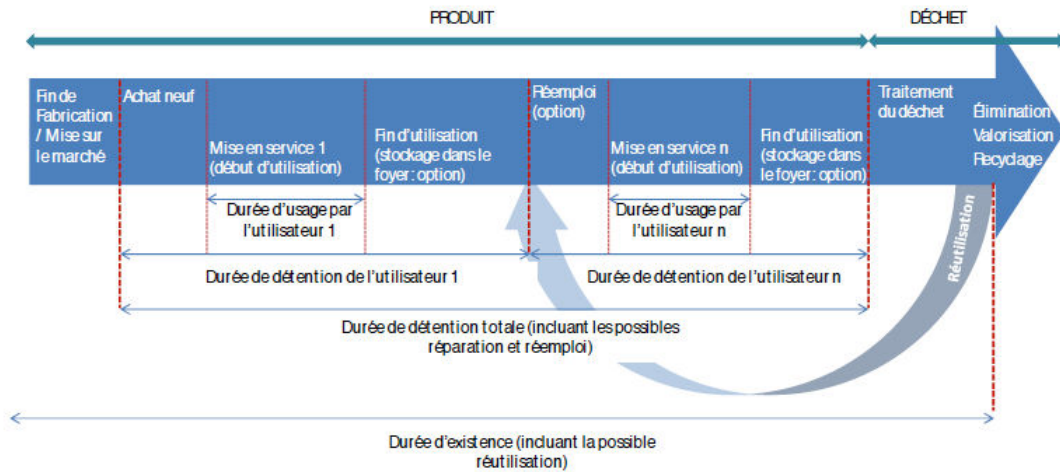 PRODUIT
DÉCHET
Fin de
Fabrication
/ Mise sur
le marché
Achat neuf
Mise en service 1
(début d'utilisation)
Fin d'utilisation
(stockage dans le
foyer : option)
Réemploi
(option)
Mise en service n
(début d'utilisation)
Fin d'utilisation
(stockage dans
le foyer : option)
Traitement
du déchet
Élimination
Valorisation
Recyclage
Durée d'usage par
l'utilisateur 1
Durée d'usage par
l'utilisateur n
Réutilisation
Durée de détention de l'utilisateur 1
Durée de détention de l'utilisateur n
Durée de détention totale (incluant les possibles
réparation et réemploi)
Durée d'existence (incluant la possible
réutilisation)